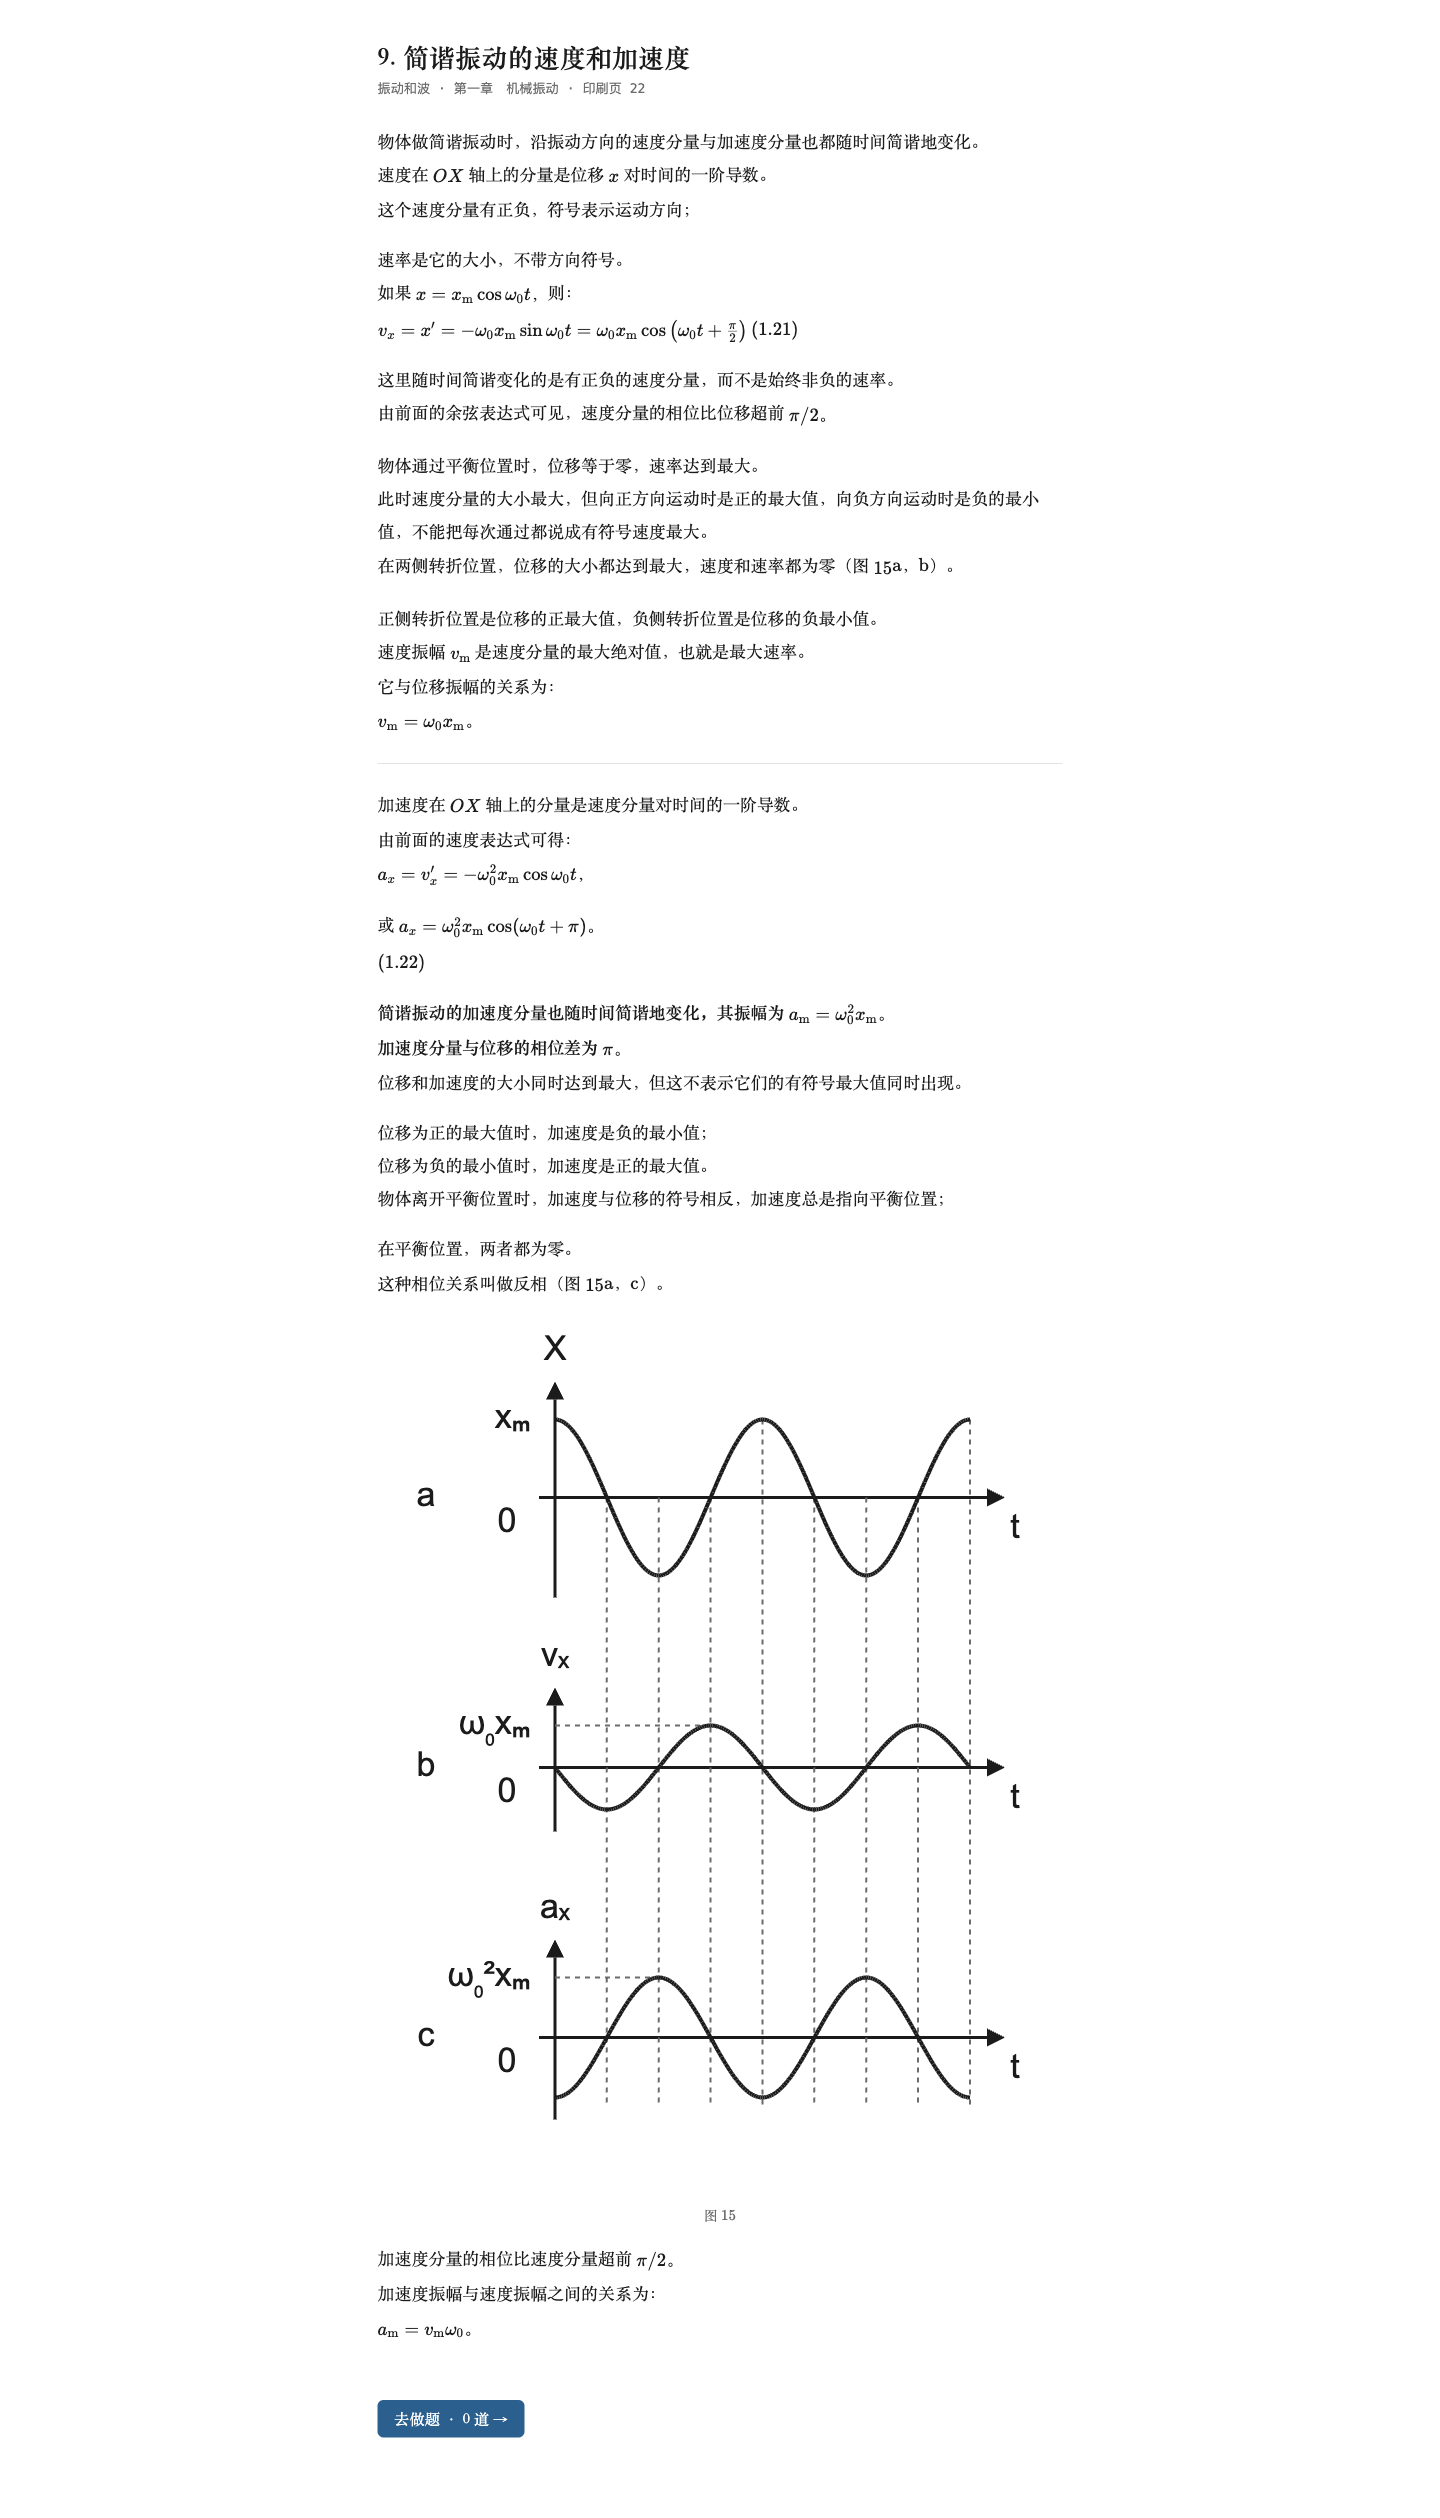 9. 简谐振动的速度和加速度
振动和波 · 第一章 机械振动 · 印刷页 22
物体做简谐振动时，沿振动方向的速度分量与加速度分量也都随时间简谐地变化。
速度在 OX 轴上的分量是位移 x 对时间的一阶导数。
这个速度分量有正负，符号表示运动方向；
速率是它的大小，不带方向符号。
如果 x = xₘ cos ω₀t，则：
vₓ = x′ = −ω₀xₘ sin ω₀t = ω₀xₘ cos (ω₀t + π/2) (1.21)
这里随时间简谐变化的是有正负的速度分量，而不是始终非负的速率。
由前面的余弦表达式可见，速度分量的相位比位移超前 π/2。
物体通过平衡位置时，位移等于零，速率达到最大。
此时速度分量的大小最大，但向正方向运动时是正的最大值，向负方向运动时是负的最小
值，不能把每次通过都说成有符号速度最大。
在两侧转折位置，位移的大小都达到最大，速度和速率都为零（图 15a，b）。
正侧转折位置是位移的正最大值，负侧转折位置是位移的负最小值。
速度振幅 vₘ 是速度分量的最大绝对值，也就是最大速率。
它与位移振幅的关系为：
vₘ = ω₀xₘ。
加速度在 OX 轴上的分量是速度分量对时间的一阶导数。
由前面的速度表达式可得：
aₓ = vₓ′ = −ω₀²xₘ cos ω₀t，
或 aₓ = ω₀²xₘ cos(ω₀t + π)。
(1.22)
简谐振动的加速度分量也随时间简谐地变化，其振幅为 aₘ = ω₀²xₘ。
加速度分量与位移的相位差为 π。
位移和加速度的大小同时达到最大，但这不表示它们的有符号最大值同时出现。
位移为正的最大值时，加速度是负的最小值；
位移为负的最小值时，加速度是正的最大值。
物体离开平衡位置时，加速度与位移的符号相反，加速度总是指向平衡位置；
在平衡位置，两者都为零。
这种相位关系叫做反相（图 15a，c）。
X
xₘ
a
0
t
vₓ
ω₀xₘ
b
0
t
aₓ
ω₀²xₘ
c
0
t
图 15
加速度分量的相位比速度分量超前 π/2。
加速度振幅与速度振幅之间的关系为：
aₘ = vₘω₀。
去做题 · 0 道 →